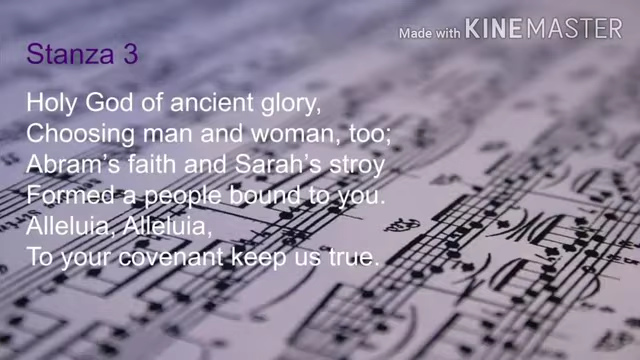 Made with KINEMASTER
Stanza 3
Holy God of ancient glory,
Choosing man and woman, too;
Abram's faith and Sarah's stroy
Formed a people bound to you.
Alleluia, Alleluia,
To your covenant keep us true.